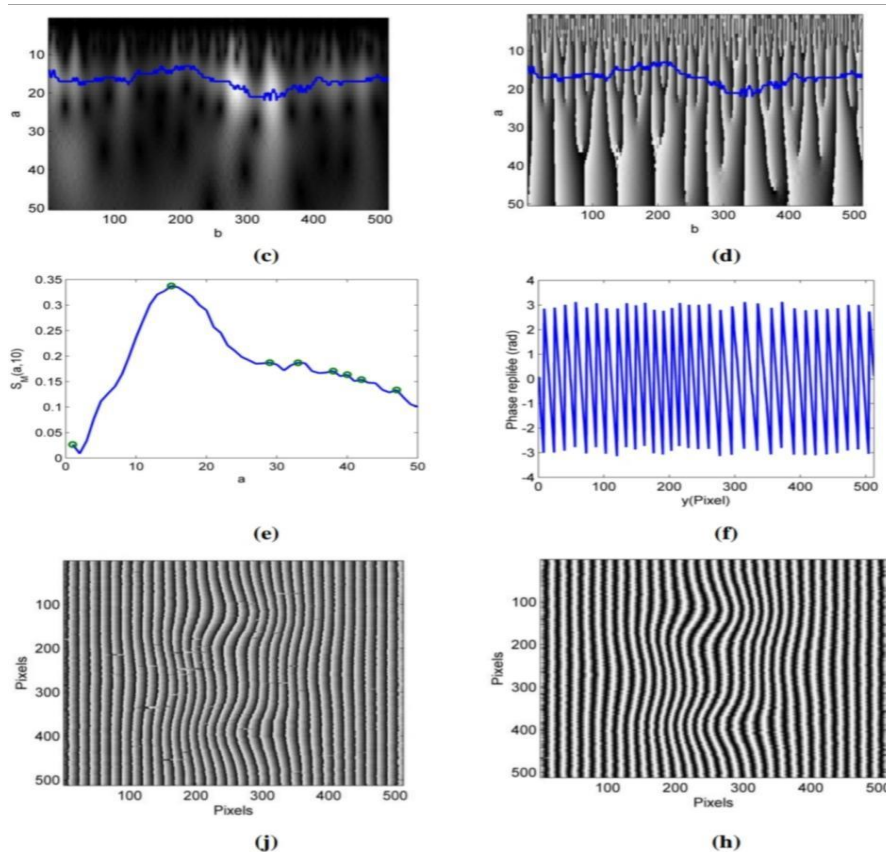 10
20
30
40
50
a
100 200 300 400 500
b
(c)
10
20
30
40
50
a
100 200 300 400 500
b
(d)
0.35
0.3
0.25
0.2
0.15
0.1
0.05
0
S_M(a,10)
0 10 20 30 40 50
a
(e)
4
3
2
1
0
-1
-2
-3
-4
Phase repliée (rad)
0 100 200 300 400 500
y(Pixel)
(f)
100
200
300
400
500
Pixels
100 200 300 400 500
Pixels
(j)
100
200
300
400
500
Pixels
100 200 300 400 500
Pixels
(h)